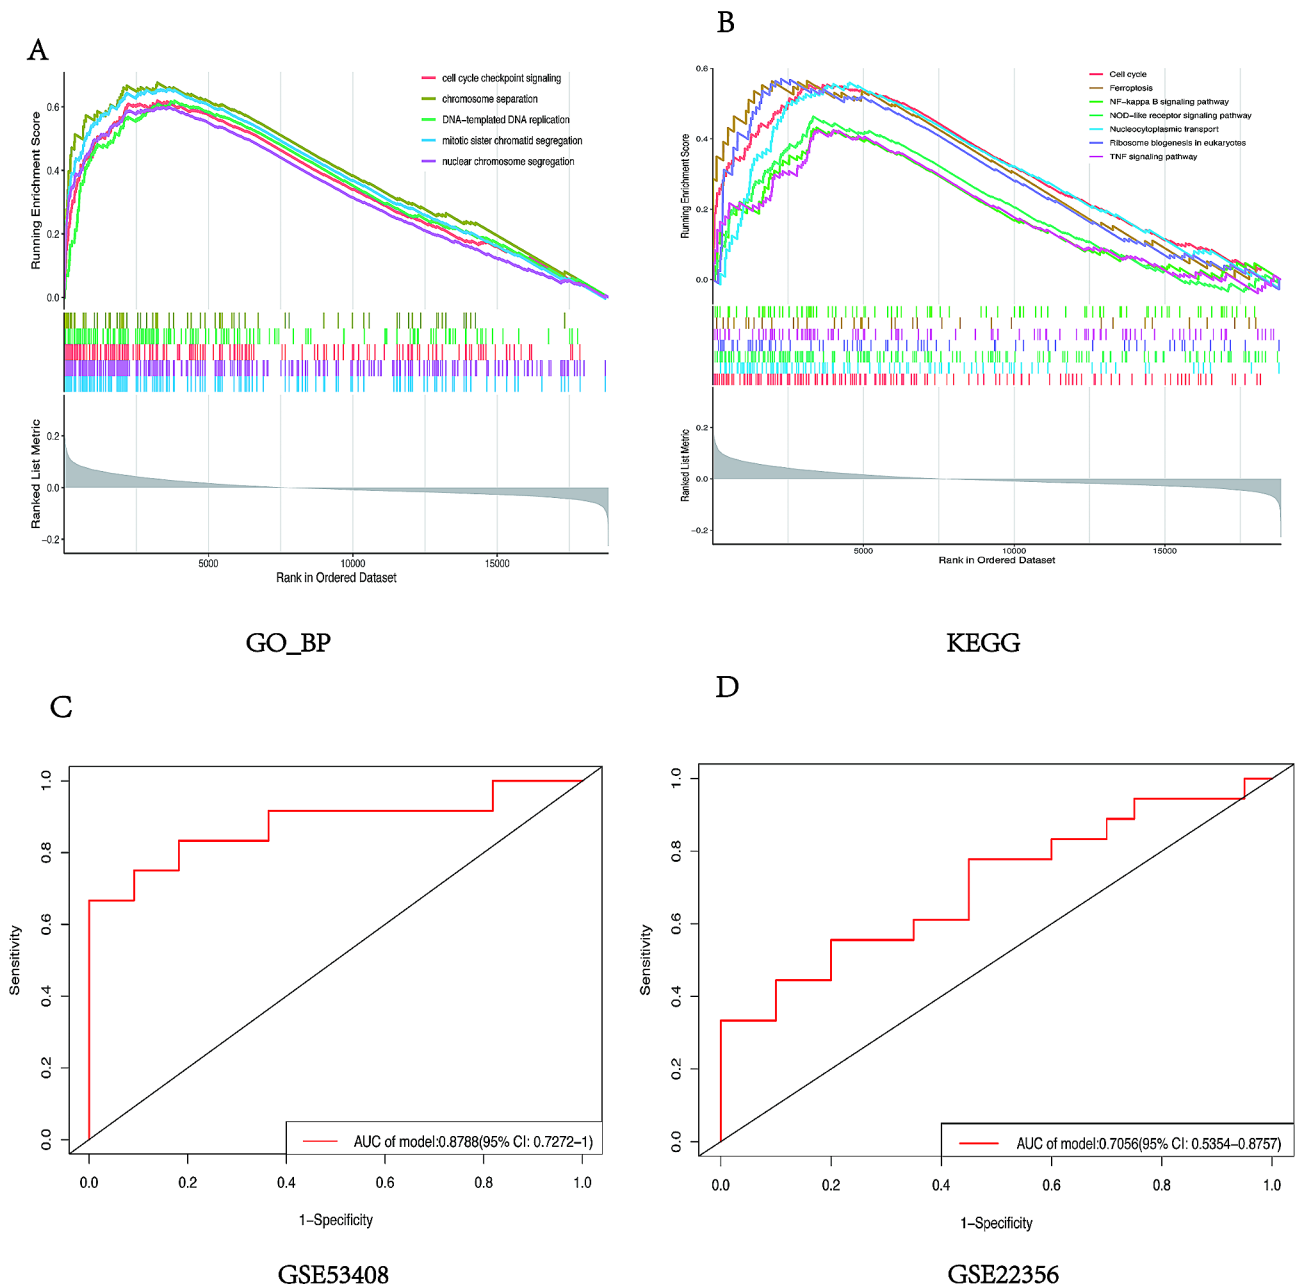 A
cell cycle checkpoint signaling
chromosome separation
DNA-templated DNA replication
mitotic sister chromatid segregation
nuclear chromosome segregation
Running Enrichment Score
0.6
0.4
0.2
0.0
Ranked List Metric
0.2
0.0
-0.2
5000 10000 15000
Rank in Ordered Dataset
GO_BP
B
Cell cycle
Ferroptosis
NF-kappa B signaling pathway
NOD-like receptor signaling pathway
Nucleocytoplasmic transport
Ribosome biogenesis in eukaryotes
TNF signaling pathway
Running Enrichment Score
0.6
0.4
0.2
0.0
Ranked List Metric
0.2
0.0
-0.2
5000 10000 15000
Rank in Ordered Dataset
KEGG
C
Sensitivity
1.0
0.8
0.6
0.4
0.2
0.0
AUC of model:0.8788(95% CI: 0.7272-1)
0.0 0.2 0.4 0.6 0.8 1.0
1-Specificity
GSE53408
D
Sensitivity
1.0
0.8
0.6
0.4
0.2
0.0
AUC of model:0.7056(95% CI: 0.5354-0.8757)
0.0 0.2 0.4 0.6 0.8 1.0
1-Specificity
GSE22356